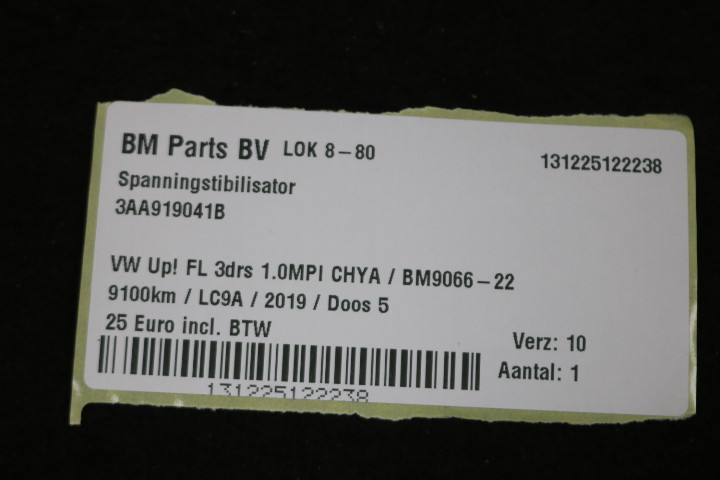 BM Parts BV LOK 8-80 131225122238
Spanningstibilisator
3AA919041B
VW Up! FL 3drs 1.0MPI CHYA / BM9066-22
9100km / LC9A / 2019 / Doos 5
25 Euro incl. BTW
Verz: 10
Aantal: 1
131225122238